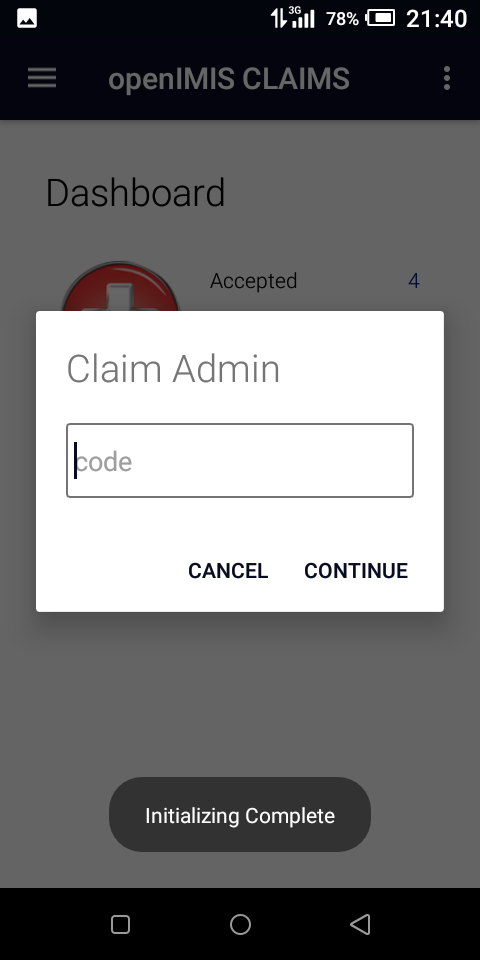 3G 78% 21:40
openIMIS CLAIMS
Dashboard
Accepted 4
Claim Admin
code
CANCEL CONTINUE
Initializing Complete